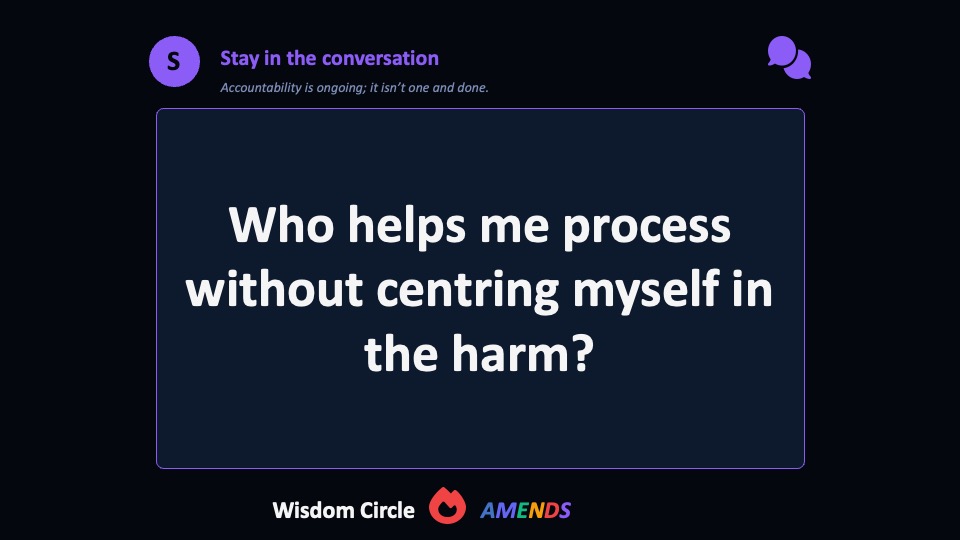 S
Stay in the conversation
Accountability is ongoing; it isn't one and done.
Who helps me process
without centring myself in
the harm?
Wisdom Circle AMENDS